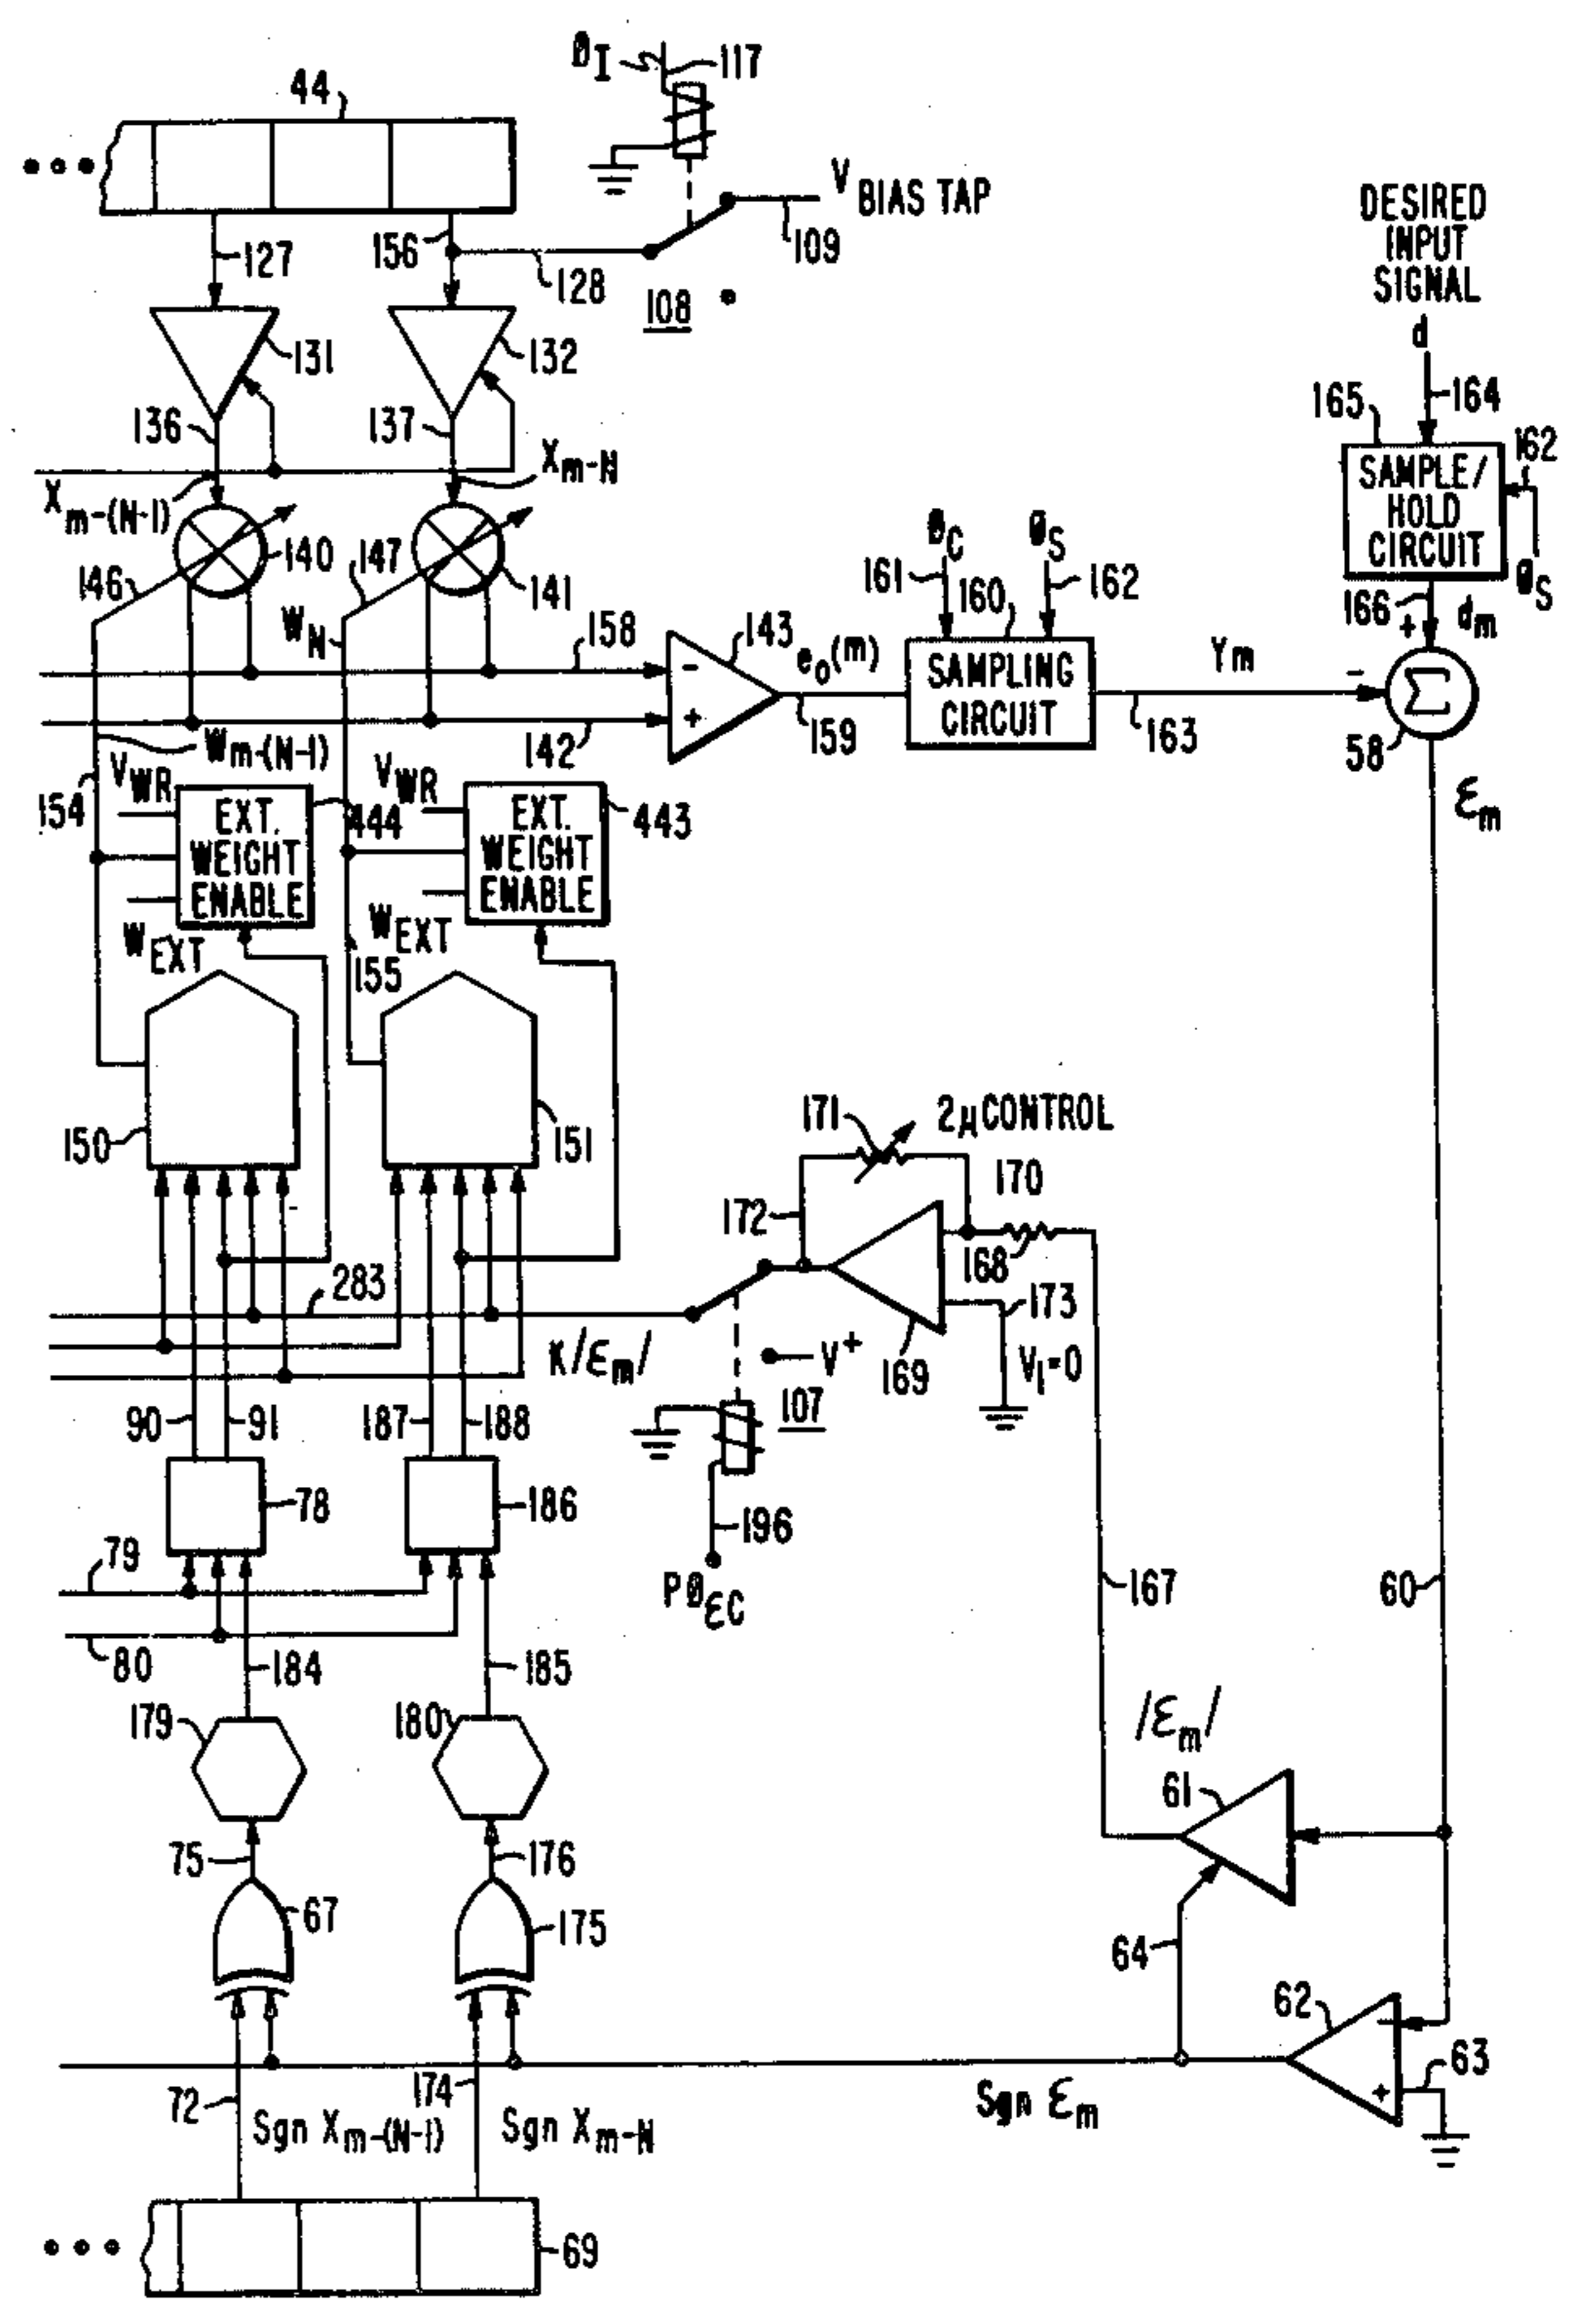 ØI
117
44
V BIAS TAP
109
127
156
128
108
131
132
136
137
Xm-N
Xm-(N-1)
140
147
141
146
WN
DESIRED
INPUT
SIGNAL
d
164
165
162
SAMPLE/
HOLD
CIRCUIT
ØS
166
+
dm
ØC
ØS
161
160
162
158
143
eo(m)
SAMPLING
CIRCUIT
Ym
-
Σ
-
+
142
159
163
58
Ɛm
Wm-(N-1)
154
VWR
VWR
EXT.
WEIGHT
ENABLE
444
EXT.
WEIGHT
ENABLE
443
WEXT
WEXT
155
150
151
171
2μ CONTROL
172
170
168
173
169
V1=0
283
K/Ɛm/
V+
107
90
91
187
188
78
186
196
PØƐC
79
80
184
185
167
60
179
180
/Ɛm/
61
75
176
67
175
64
62
-
+
63
72
174
Sgn Xm-(N-1)
Sgn Xm-N
Sgn Ɛm
69